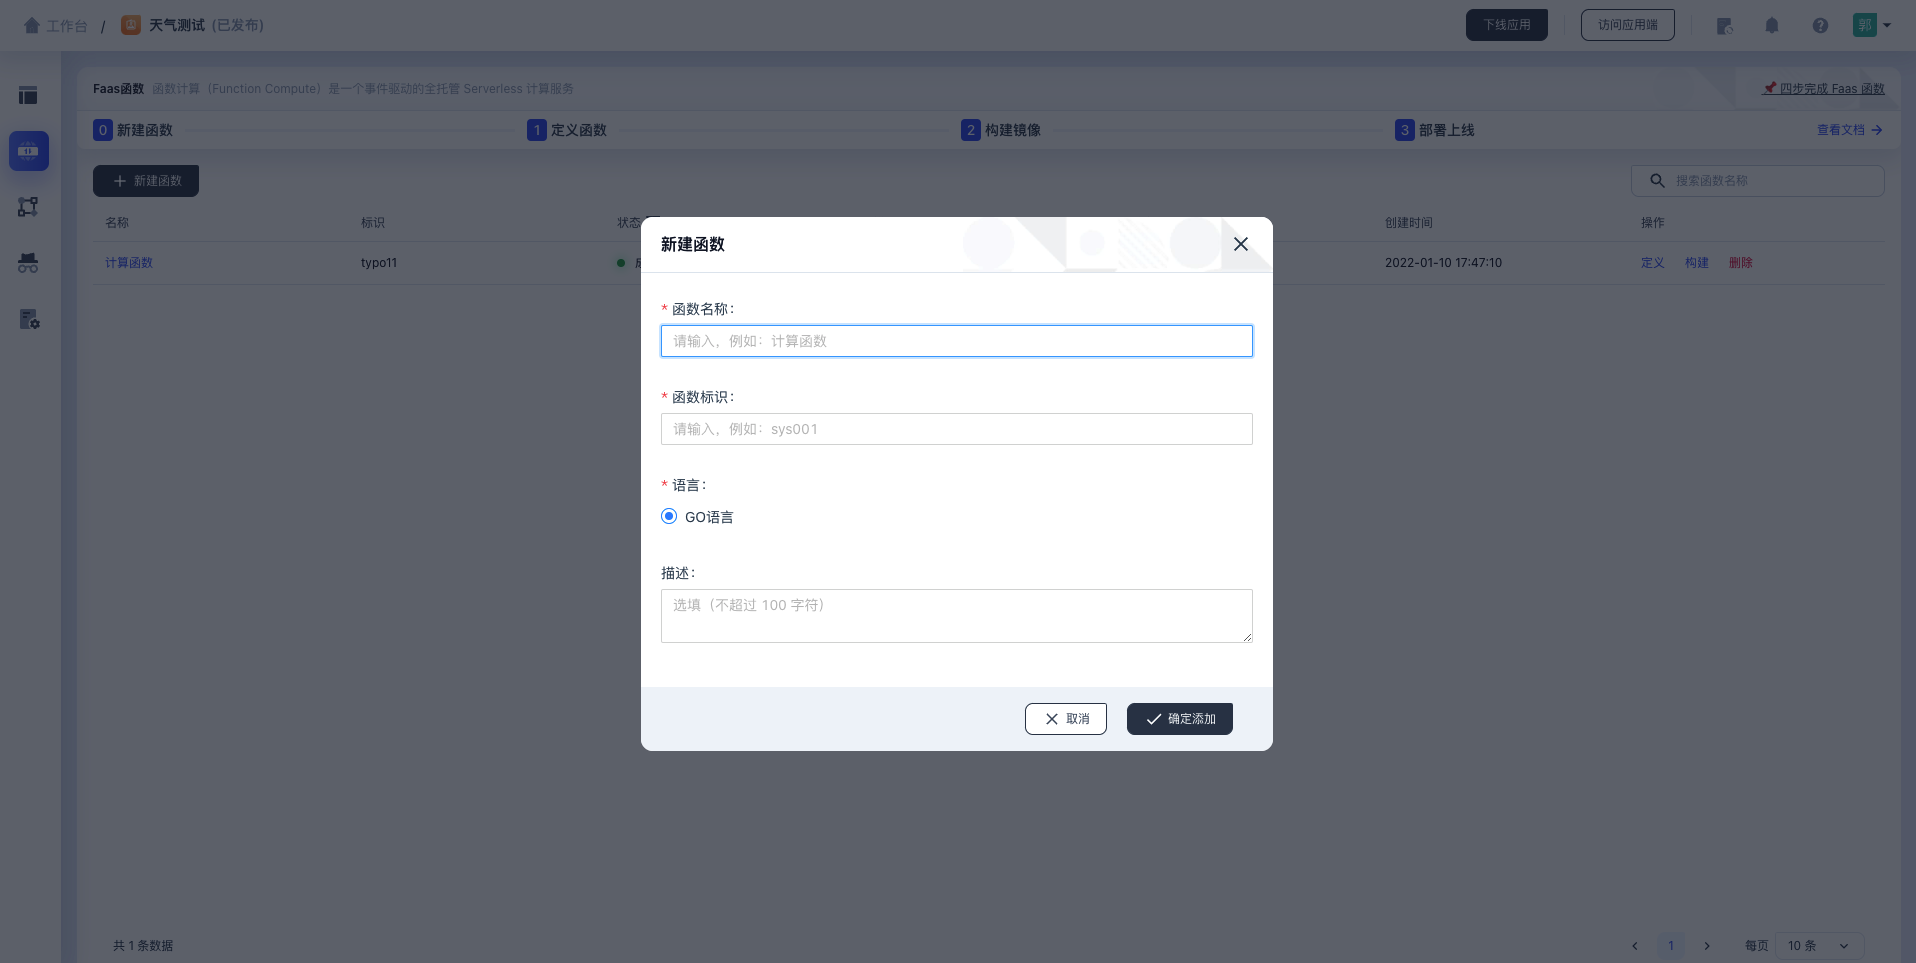 工作台 / 天气测试 (已发布)
下线应用
访问应用端
郭
Faas函数 函数计算（Function Compute）是一个事件驱动的全托管 Serverless 计算服务
四步完成 Faas 函数
0 新建函数
1 定义函数
2 构建镜像
3 部署上线
查看文档
新建函数
搜索函数名称
名称 标识 状态 创建时间 操作
计算函数 typo11 2022-01-10 17:47:10 定义 构建 删除
新建函数
* 函数名称：
请输入，例如：计算函数
* 函数标识：
请输入，例如：sys001
* 语言：
GO语言
描述：
选填（不超过 100 字符）
取消
确定添加
共 1 条数据
1
每页 10 条